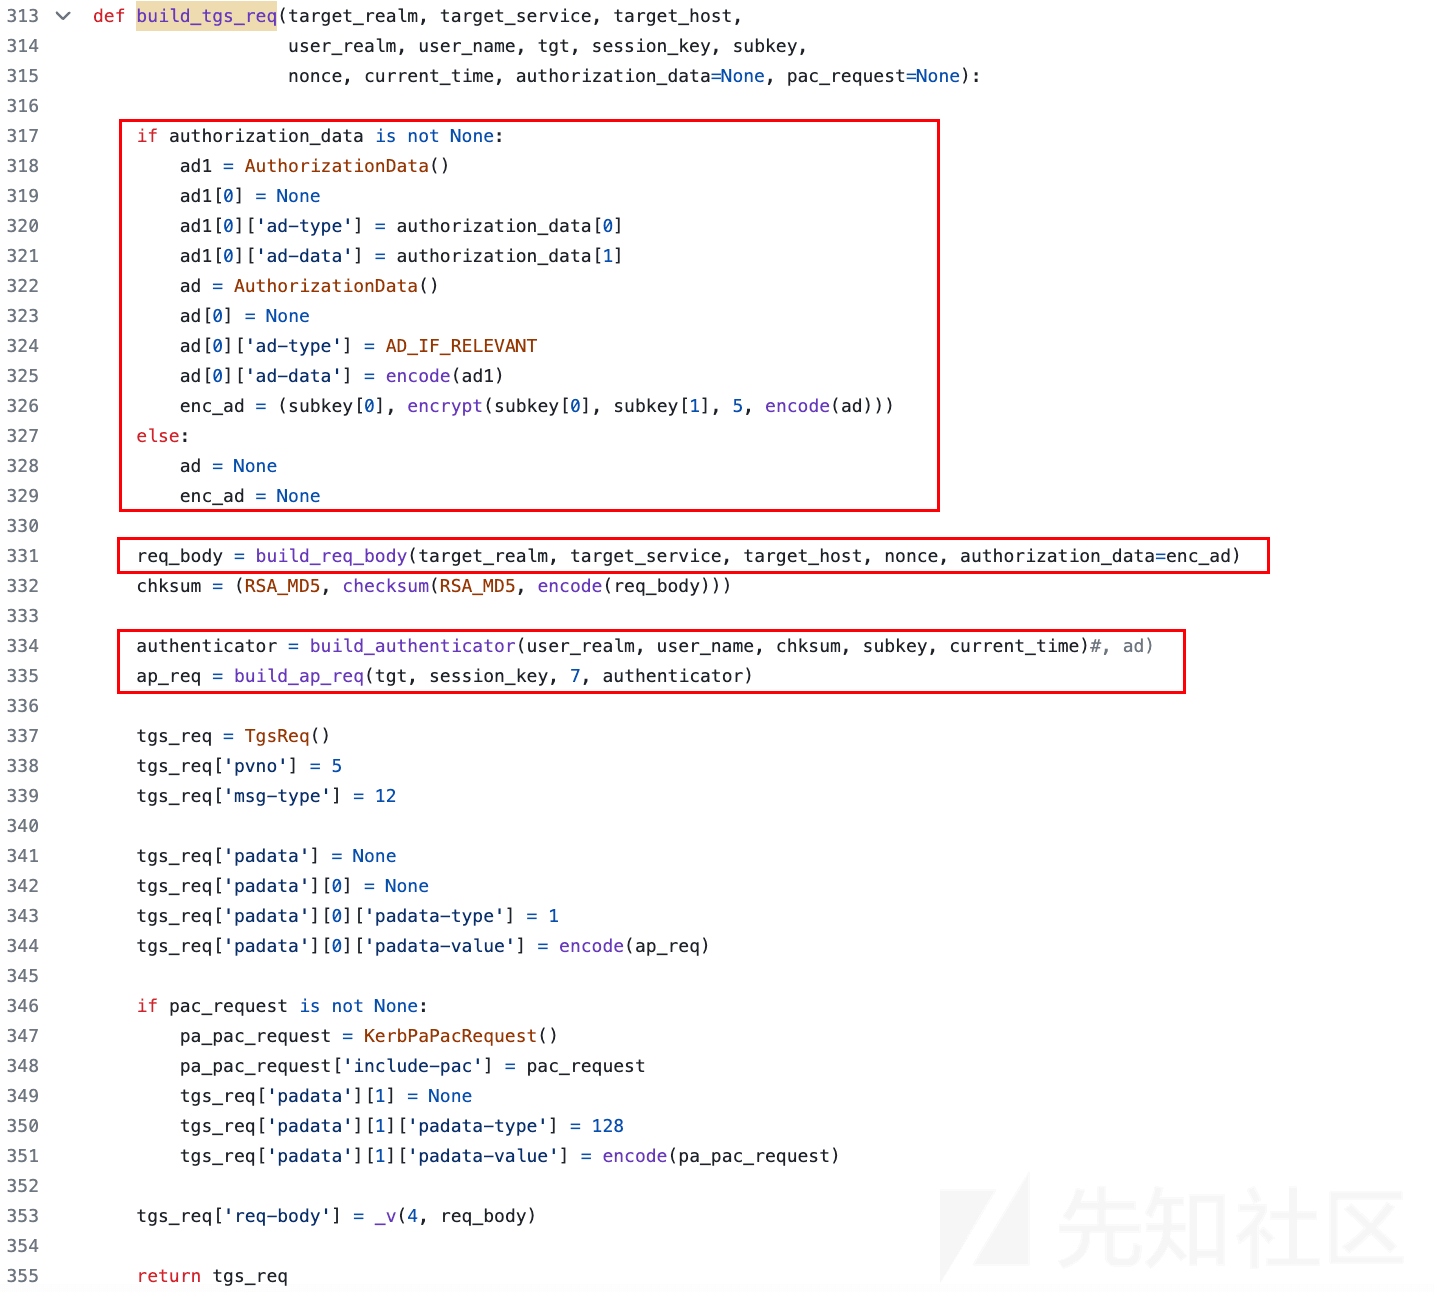 313 def build_tgs_req(target_realm, target_service, target_host,
314                   user_realm, user_name, tgt, session_key, subkey,
315                   nonce, current_time, authorization_data=None, pac_request=None):
316
317     if authorization_data is not None:
318         ad1 = AuthorizationData()
319         ad1[0] = None
320         ad1[0]['ad-type'] = authorization_data[0]
321         ad1[0]['ad-data'] = authorization_data[1]
322         ad = AuthorizationData()
323         ad[0] = None
324         ad[0]['ad-type'] = AD_IF_RELEVANT
325         ad[0]['ad-data'] = encode(ad1)
326         enc_ad = (subkey[0], encrypt(subkey[0], subkey[1], 5, encode(ad)))
327     else:
328         ad = None
329         enc_ad = None
330
331     req_body = build_req_body(target_realm, target_service, target_host, nonce, authorization_data=enc_ad)
332     chksum = (RSA_MD5, checksum(RSA_MD5, encode(req_body)))
333
334     authenticator = build_authenticator(user_realm, user_name, chksum, subkey, current_time)#, ad)
335     ap_req = build_ap_req(tgt, session_key, 7, authenticator)
336
337     tgs_req = TgsReq()
338     tgs_req['pvno'] = 5
339     tgs_req['msg-type'] = 12
340
341     tgs_req['padata'] = None
342     tgs_req['padata'][0] = None
343     tgs_req['padata'][0]['padata-type'] = 1
344     tgs_req['padata'][0]['padata-value'] = encode(ap_req)
345
346     if pac_request is not None:
347         pa_pac_request = KerbPaPacRequest()
348         pa_pac_request['include-pac'] = pac_request
349         tgs_req['padata'][1] = None
350         tgs_req['padata'][1]['padata-type'] = 128
351         tgs_req['padata'][1]['padata-value'] = encode(pa_pac_request)
352
353     tgs_req['req-body'] = _v(4, req_body)
354
355     return tgs_req
先知社区